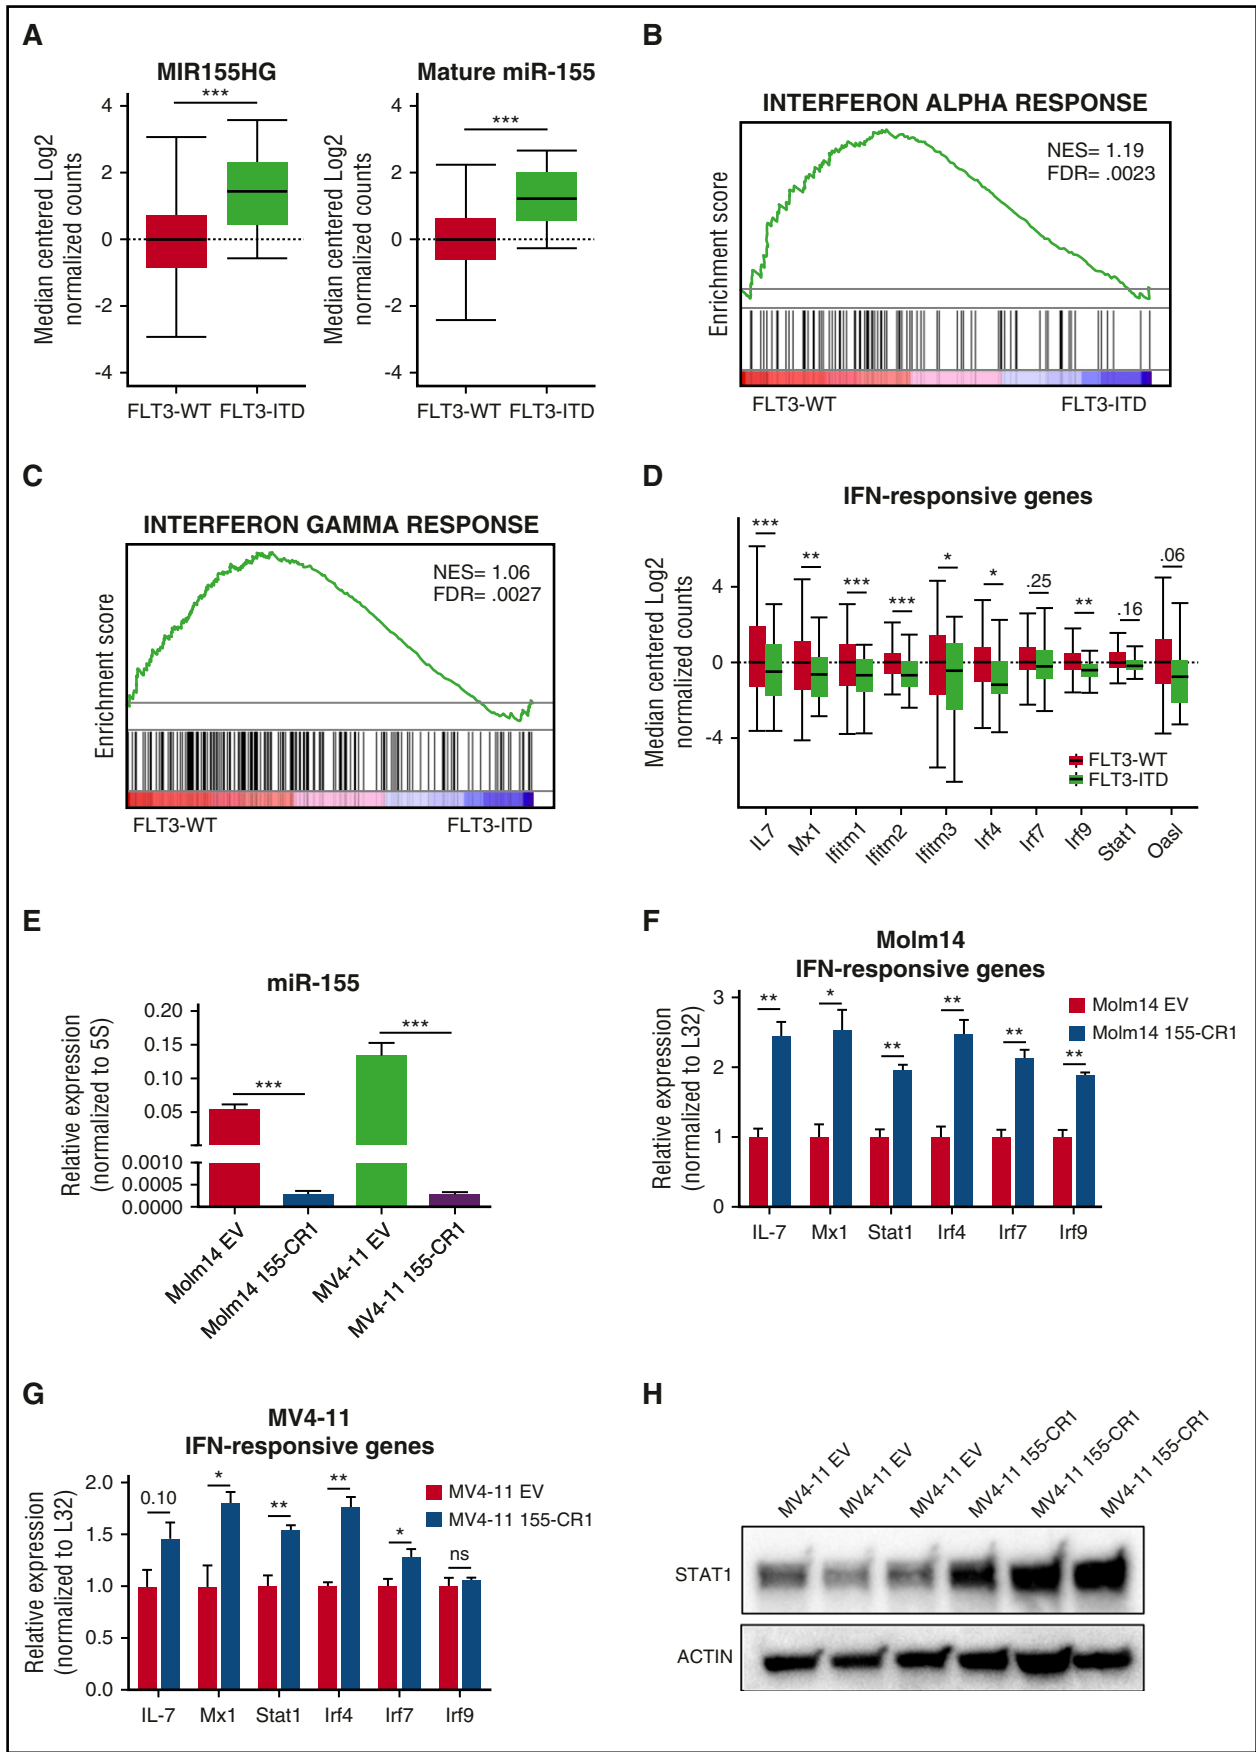 A
MIR155HG
Mature miR-155
Median centered Log2
normalized counts
4
2
0
-2
-4
***
FLT3-WT FLT3-ITD
Median centered Log2
normalized counts
4
2
0
-2
-4
***
FLT3-WT FLT3-ITD
B
INTERFERON ALPHA RESPONSE
NES= 1.19
FDR= .0023
Enrichment score
FLT3-WT
FLT3-ITD
C
INTERFERON GAMMA RESPONSE
NES= 1.06
FDR= .0027
Enrichment score
FLT3-WT
FLT3-ITD
D
IFN-responsive genes
Median centered Log2
normalized counts
4
0
-4
*** ** *** *** * * .25 ** .16 .06
FLT3-WT
FLT3-ITD
IL7 Mx1 Ifitm1 Ifitm2 Ifitm3 Irf4 Irf7 Irf9 Stat1 Oasl
E
miR-155
Relative expression
(normalized to 5S)
0.20
0.15
0.10
0.05
0.0010
0.0005
0.0000
*** ***
Molm14 EV
Molm14 155-CR1
MV4-11 EV
MV4-11 155-CR1
F
Molm14
IFN-responsive genes
Relative expression
(normalized to L32)
3
2
1
0
** * ** ** ** **
Molm14 EV
Molm14 155-CR1
IL-7 Mx1 Stat1 Irf4 Irf7 Irf9
G
MV4-11
IFN-responsive genes
Relative expression
(normalized to L32)
2.0
1.5
1.0
0.5
0.0
0.10 * ** ** * ns
MV4-11 EV
MV4-11 155-CR1
IL-7 Mx1 Stat1 Irf4 Irf7 Irf9
H
MV4-11 EV
MV4-11 EV
MV4-11 EV
MV4-11 155-CR1
MV4-11 155-CR1
MV4-11 155-CR1
STAT1
ACTIN